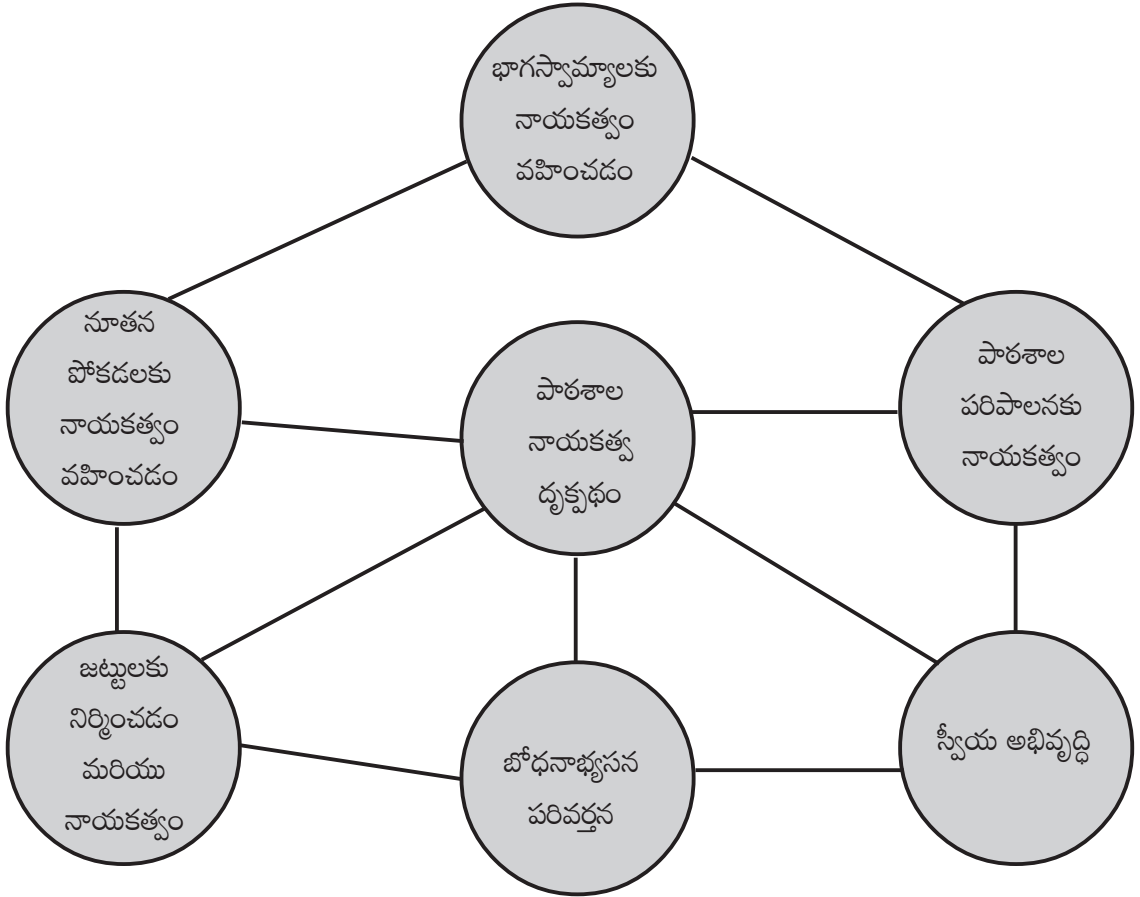 భాగస్వామ్యాలకు
నాయకత్వం
వహించడం
నూతన
పోకడలకు
నాయకత్వం
వహించడం
పాఠశాల
నాయకత్వ
దృక్పథం
పాఠశాల
పరిపాలనకు
నాయకత్వం
జట్టులకు
నిర్మించడం
మరియు
నాయకత్వం
బోధనాభ్యసన
పరివర్తన
స్వీయ అభివృద్ధి